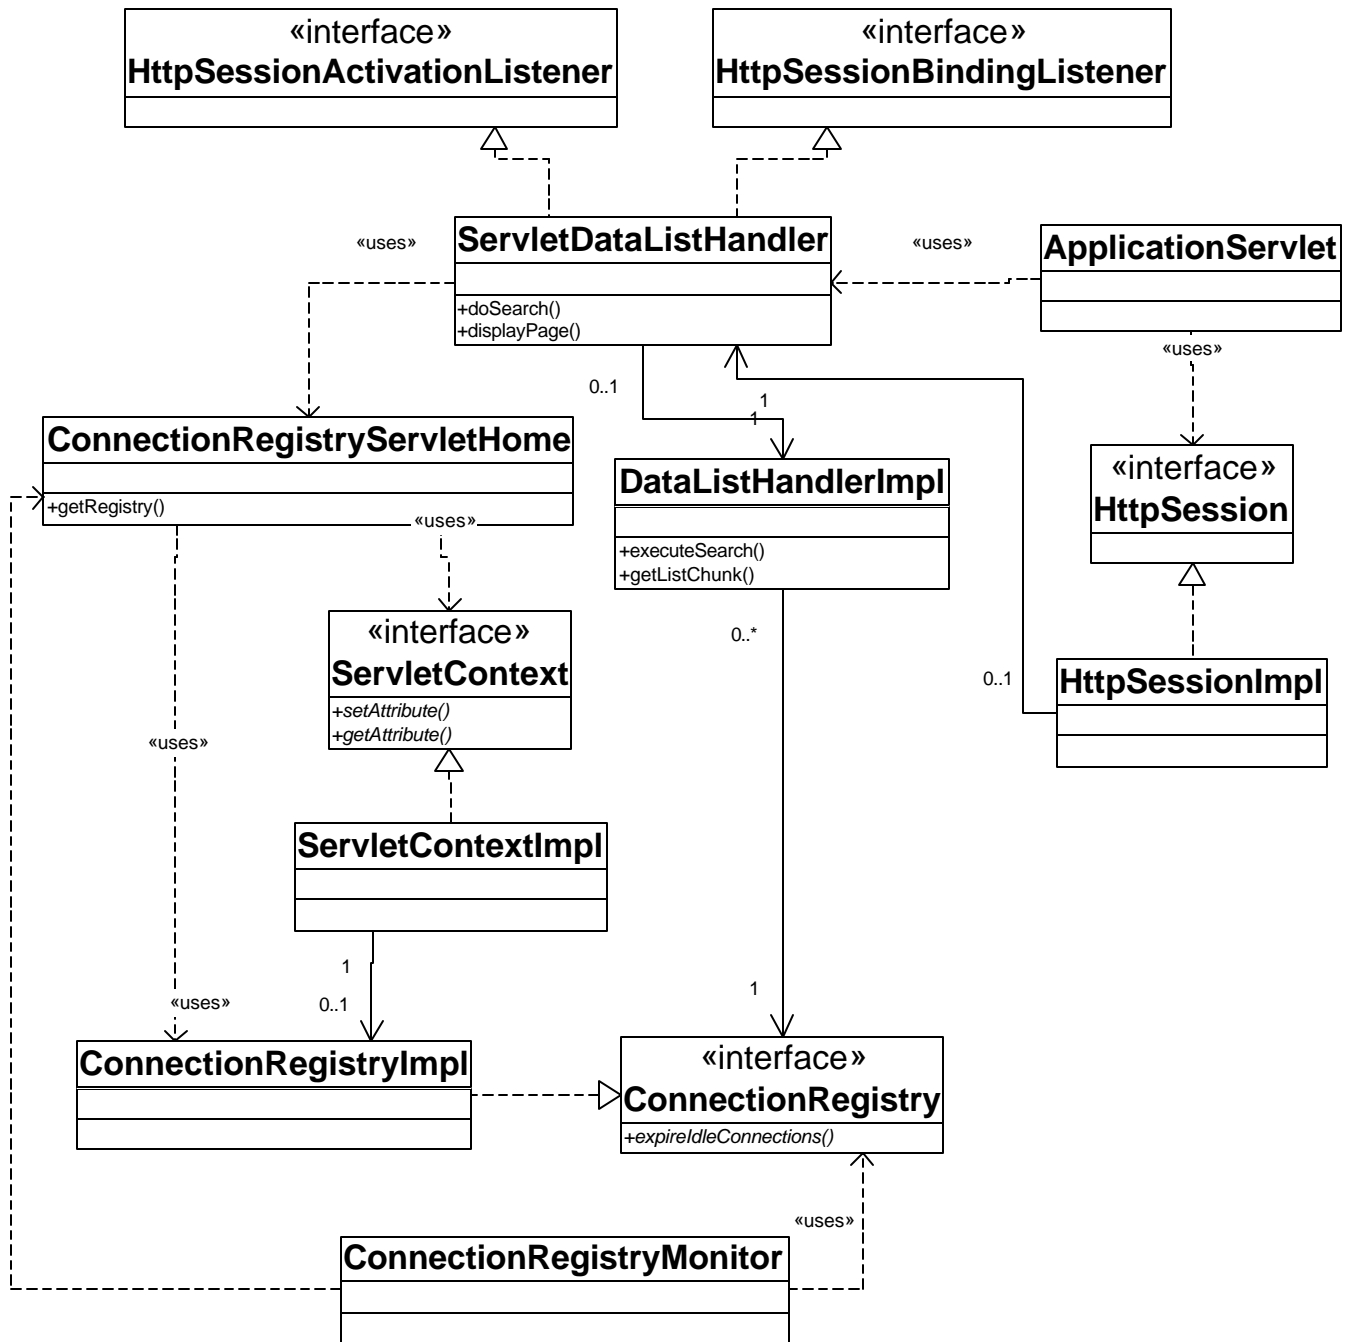 «interface»
HttpSessionActivationListener
«interface»
HttpSessionBindingListener
«uses»
ServletDataListHandler
+doSearch()
+displayPage()
«uses»
ApplicationServlet
«uses»
0..1
1
1
ConnectionRegistryServletHome
+getRegistry()
«uses»
DataListHandlerImpl
+executeSearch()
+getListChunk()
«interface»
HttpSession
0..*
«interface»
ServletContext
+setAttribute()
+getAttribute()
0..1
HttpSessionImpl
«uses»
ServletContextImpl
1
0..1
«uses»
1
ConnectionRegistryImpl
«interface»
ConnectionRegistry
+expireIdleConnections()
«uses»
ConnectionRegistryMonitor